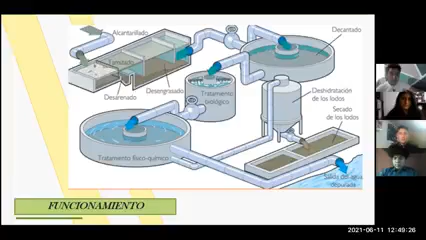 Alcantarillado
Decantado
Tamizado
Desengrasado
Desarenado
Tratamiento
biológico
Deshidratación
de los lodos
Secado
de los lodos
Tratamiento físico-químico
Salida del agua
depurada
FUNCIONAMIENTO
2021-06-11 12:49:26